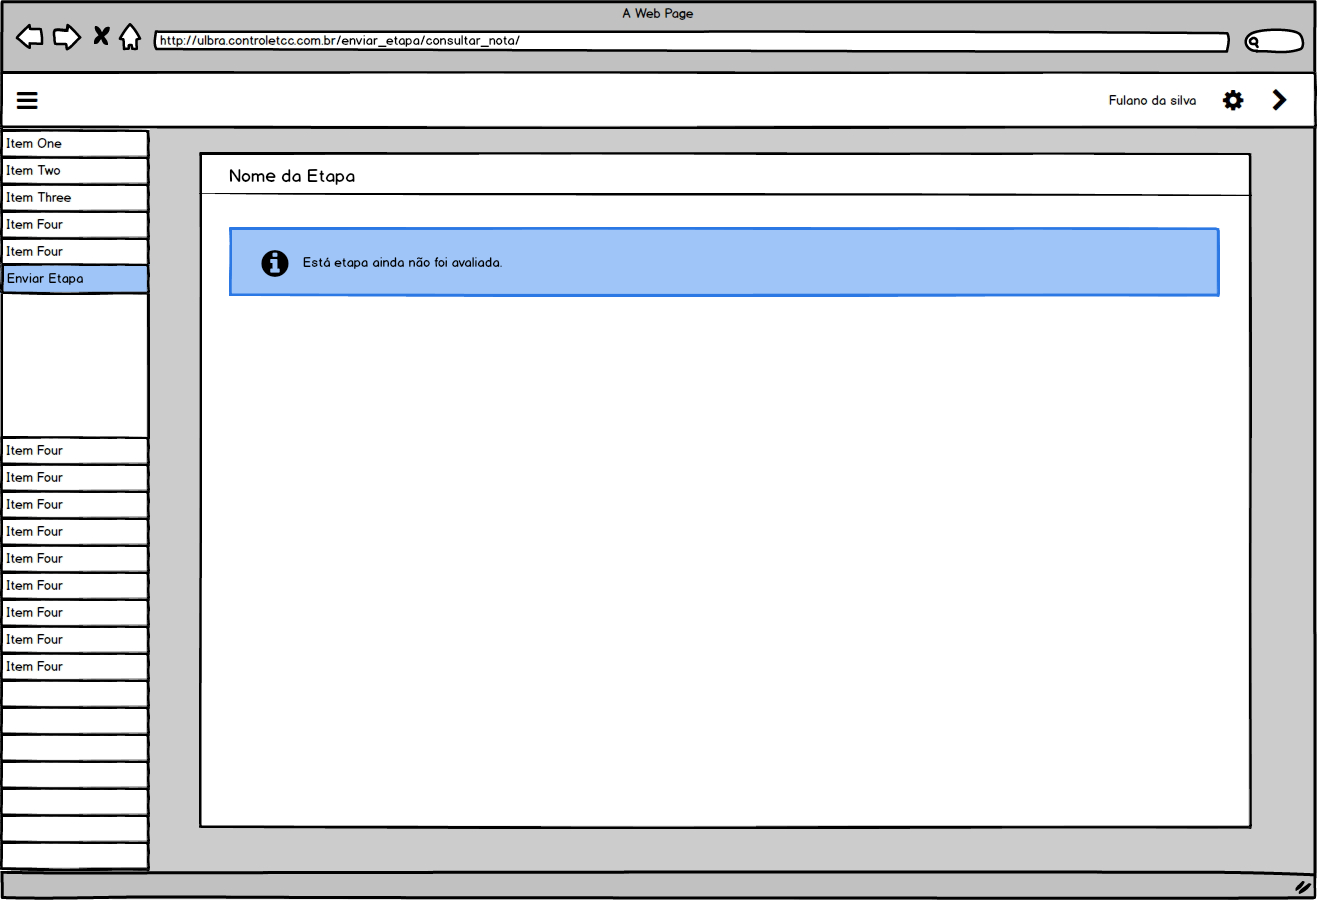 A Web Page
http://ulbra.controletcc.com.br/enviar_etapa/consultar_nota/
Fulano da silva
Item One
Item Two
Item Three
Item Four
Item Four
Enviar Etapa
Item Four
Item Four
Item Four
Item Four
Item Four
Item Four
Item Four
Item Four
Item Four
Nome da Etapa
Está etapa ainda não foi avaliada.